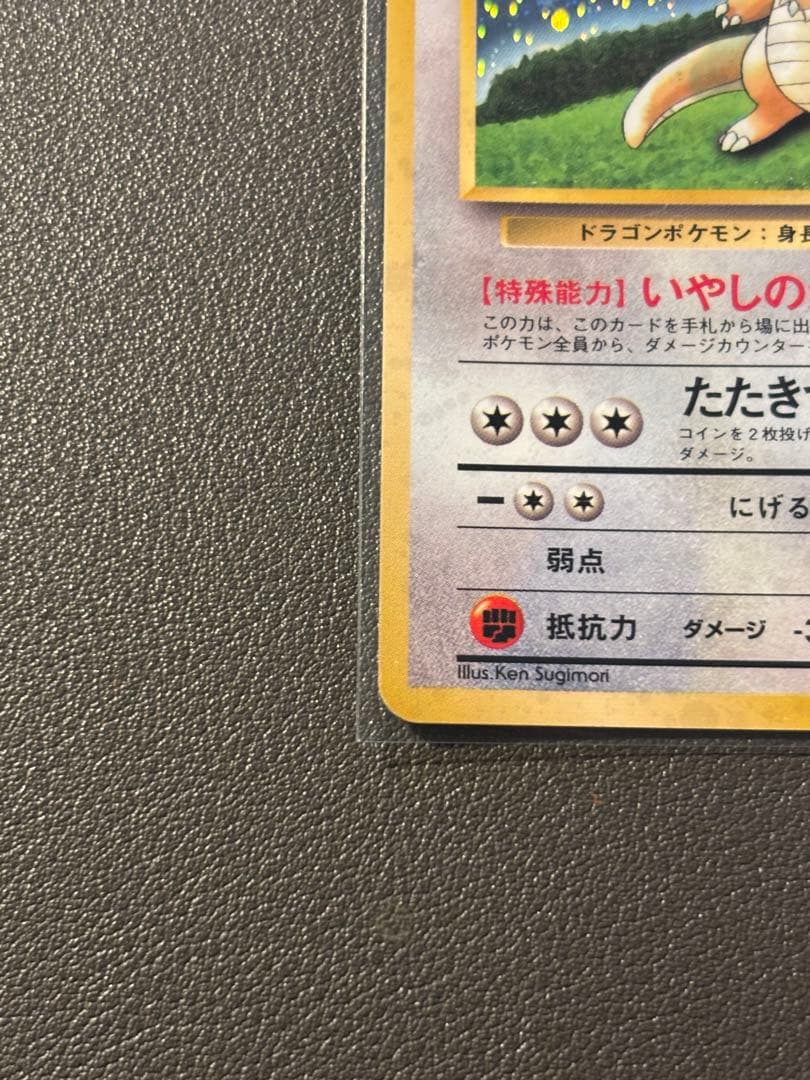 ドラゴンポケモン：身長
【特殊能力】いやしの
この力は、このカードを手札から場に出
ポケモン全員から、ダメージカウンター
たたきつ
コインを2枚投げ
ダメージ。
にげる
弱点
抵抗力 ダメージ -3
Illus.Ken Sugimori